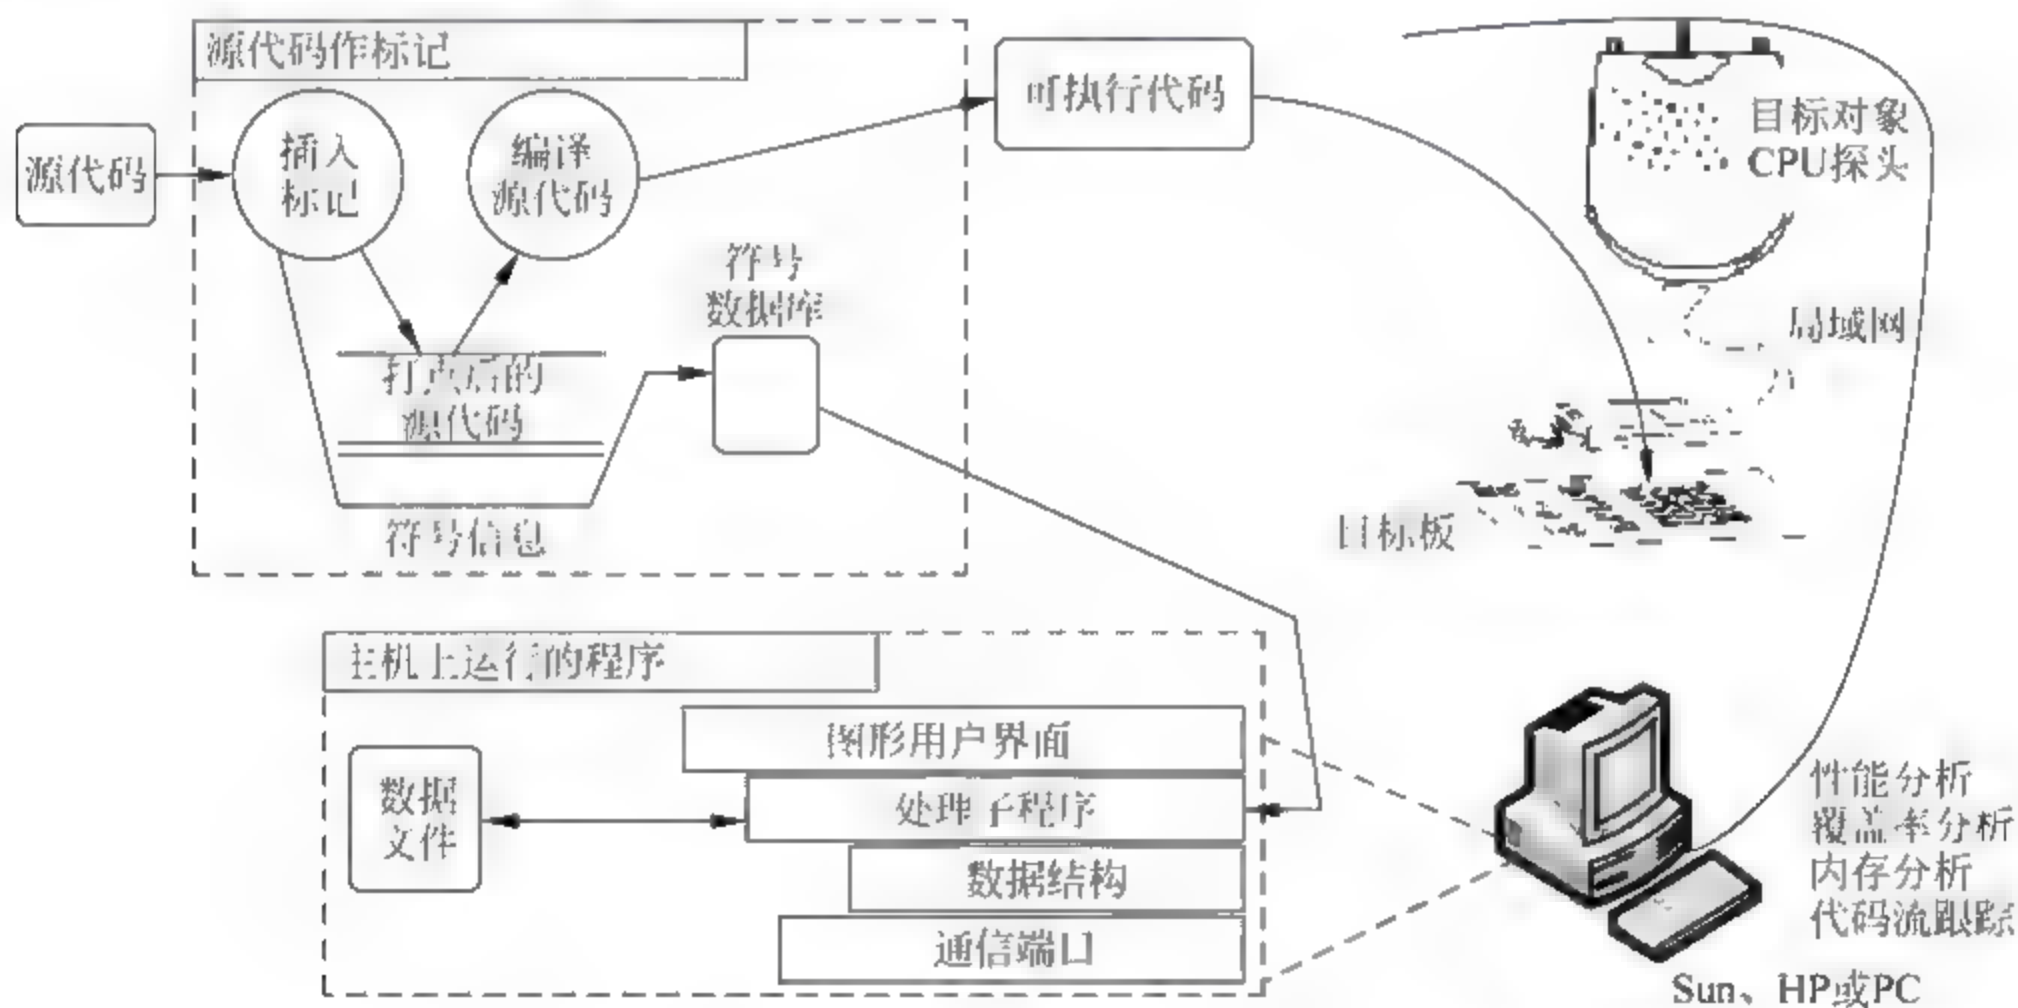 源代码作标记
源代码
插入
标记
编译
源代码
可执行代码
目标对象
CPU探头
符号
数据库
局域网
打点后的
源代码
符号信息
目标板
主机上运行的程序
图形用户界面
数据
文件
处理子程序
数据结构
通信端口
性能分析
覆盖率分析
内存分析
代码流跟踪
Sun、HP或PC